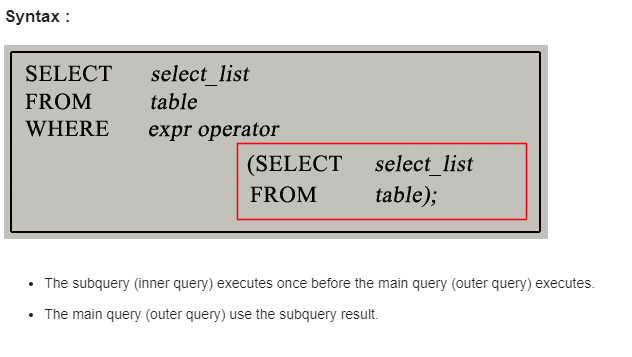 Syntax :
SELECT select_list
FROM table
WHERE expr operator
(SELECT select_list
FROM table);
• The subquery (inner query) executes once before the main query (outer query) executes.
• The main query (outer query) use the subquery result.